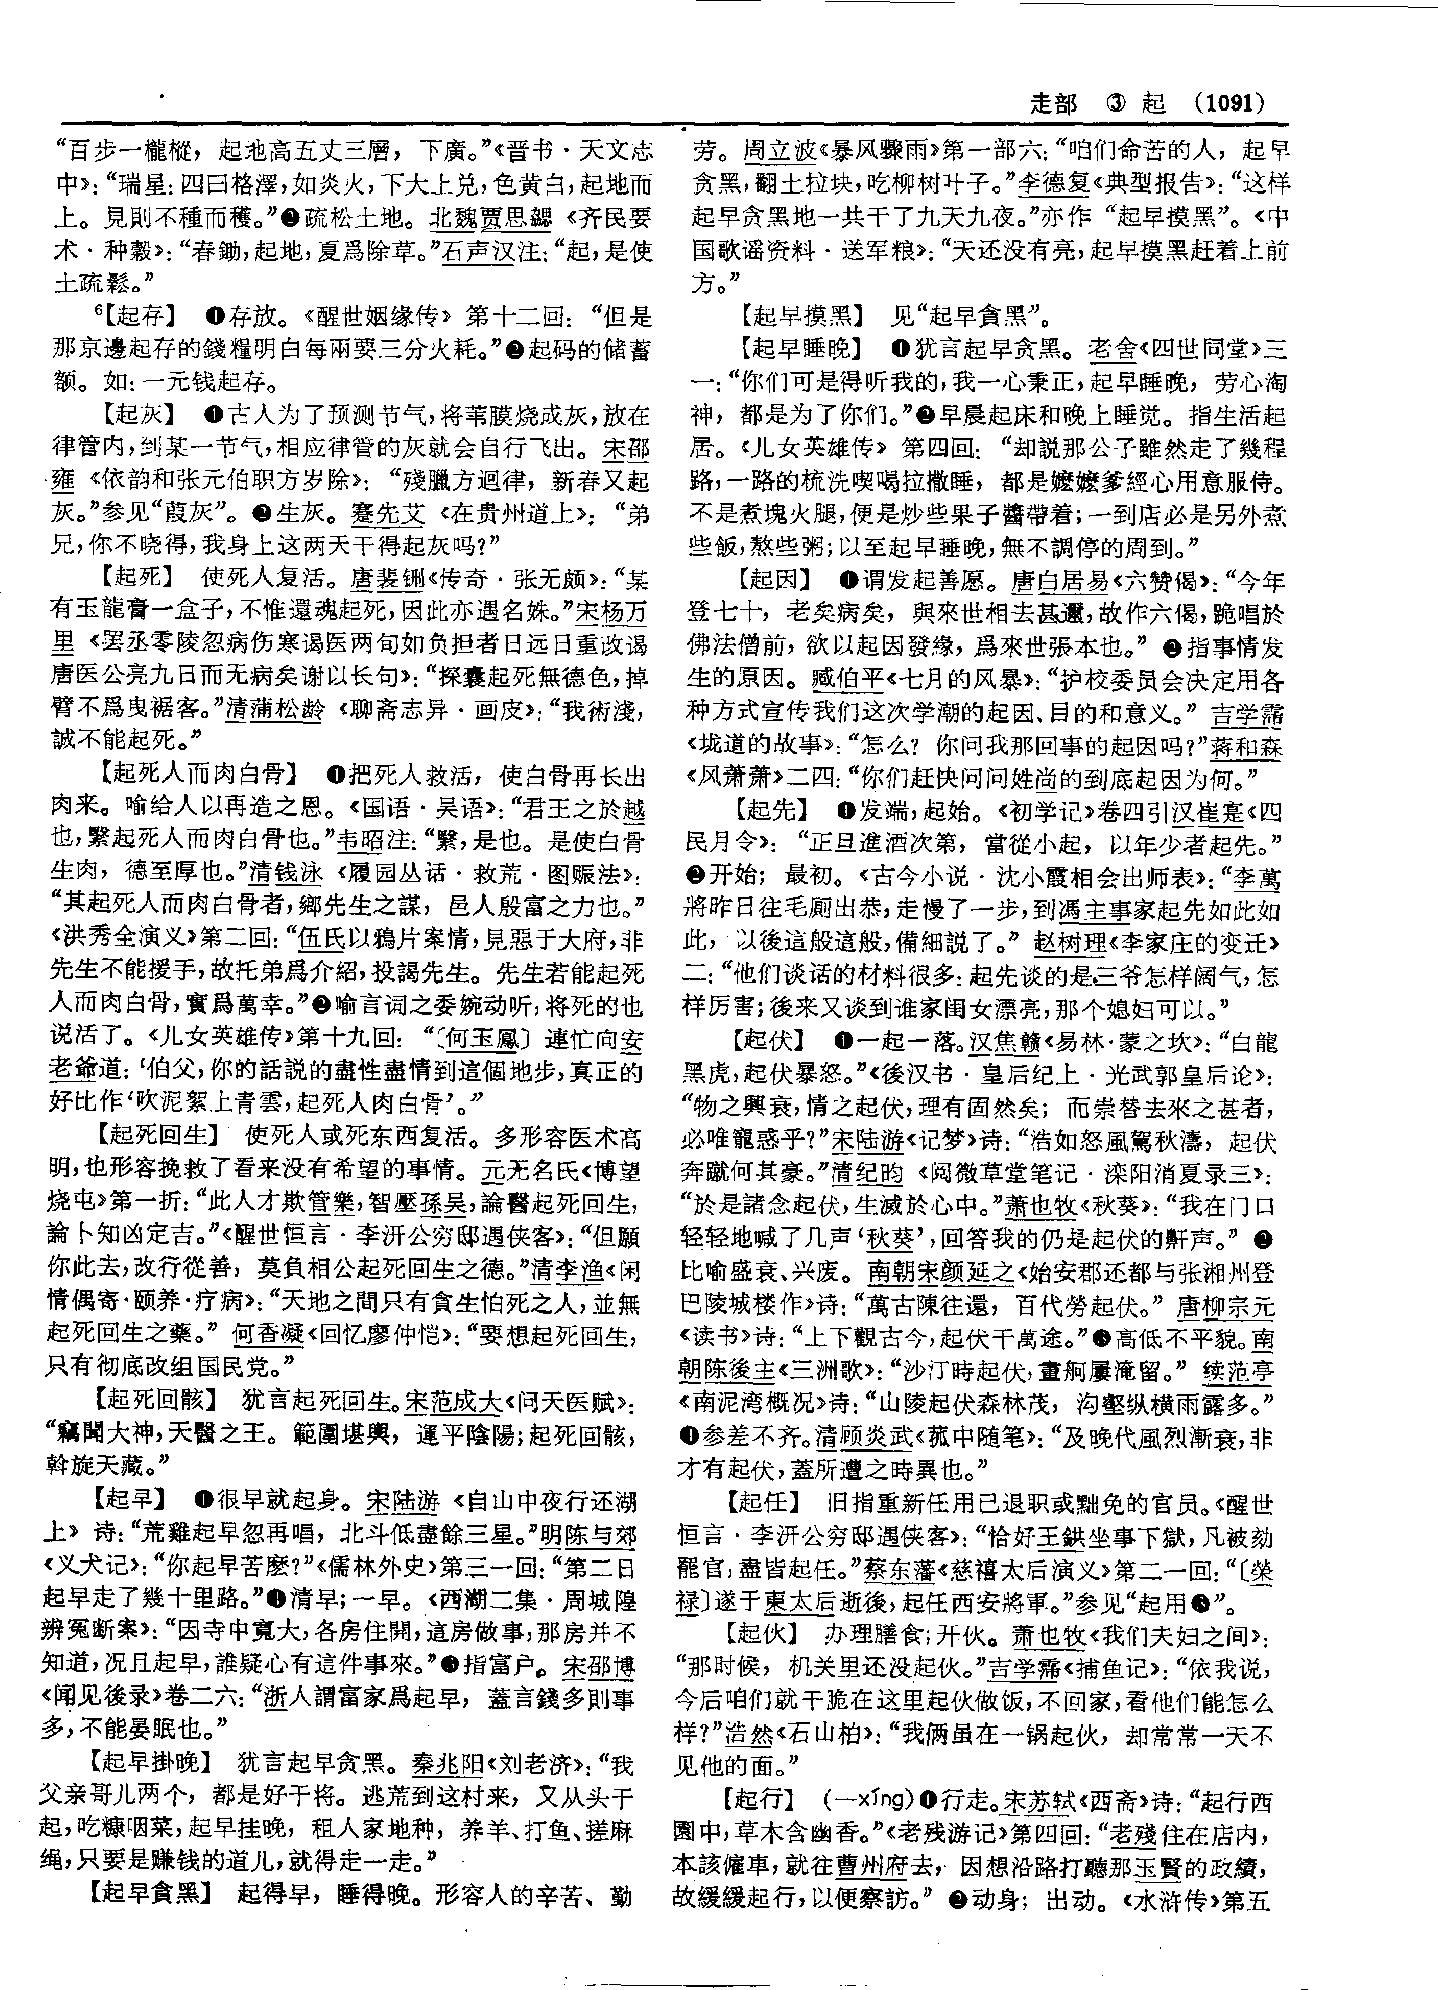 走部 ③ 起 （1091）
“百步一櫳樅，起地高五丈三層，下廣。”《晋书·天文志
中》：“瑞星：四曰格澤，如炎火，下大上兑，色黄白，起地而
上。見則不種而穫。”❷疏松土地。北魏贾思勰《齐民要
术·种穀》：“春鋤，起地，夏爲除草。”石声汉注：“起，是使
土疏鬆。”
⁶【起存】 ❶存放。《醒世姻缘传》第十二回：“但是
那京邊起存的錢糧明白每兩要三分火耗。”❷起码的储蓄
额。如：一元钱起存。
【起灰】 ❶古人为了预测节气，将苇膜烧成灰，放在
律管内，到某一节气，相应律管的灰就会自行飞出。宋邵
雍《依韵和张元伯职方岁除》：“殘臘方迴律，新春又起
灰。”参见“葭灰”。❷生灰。蹇先艾《在贵州道上》：“弟
兄，你不晓得，我身上这两天干得起灰吗？”
【起死】 使死人复活。唐裴铏《传奇·张无颇》：“某
有玉龍膏一盒子，不惟還魂起死，因此亦遇名姝。”宋杨万
里《罢丞零陵忽病伤寒谒医两旬如负担者日远日重改谒
唐医公亮九日而无病矣谢以长句》：“探囊起死無德色，掉
臂不爲曳裾客。”清蒲松龄《聊斋志异·画皮》：“我術淺，
誠不能起死。”
【起死人而肉白骨】 ❶把死人救活，使白骨再长出
肉来。喻给人以再造之恩。《国语·吴语》：“君王之於越
也，繄起死人而肉白骨也。”韦昭注：“繄，是也。是使白骨
生肉，德至厚也。”清钱泳《履园丛话·救荒·图赈法》：
“其起死人而肉白骨者，鄉先生之謀，邑人殷富之力也。”
《洪秀全演义》第二回：“伍氏以鴉片案情，見惡于大府，非
先生不能援手，故托弟爲介紹，投謁先生。先生若能起死
人而肉白骨，實爲萬幸。”❷喻言词之委婉动听，将死的也
说活了。《儿女英雄传》第十九回：“〔何玉鳳〕連忙向安
老爺道：‘伯父，你的話説的盡性盡情到這個地步，真正的
好比作‘吹泥絮上青雲，起死人肉白骨’。”
【起死回生】 使死人或死东西复活。多形容医术高
明，也形容挽救了看来没有希望的事情。元无名氏《博望
烧屯》第一折：“此人才欺管樂，智壓孫吴，論醫起死回生，
論卜知凶定吉。”《醒世恒言·李汧公穷邸遇侠客》：“但願
你此去，改行從善，莫負相公起死回生之德。”清李渔《闲
情偶寄·颐养·疗病》：“天地之間只有貪生怕死之人，並無
起死回生之藥。”何香凝《回忆廖仲恺》：“要想起死回生，
只有彻底改组国民党。”
【起死回骸】 犹言起死回生。宋范成大《问天医赋》：
“竊聞大神，天醫之王。範圍堪輿，運平陰陽；起死回骸，
斡旋天藏。”
【起早】 ❶很早就起身。宋陆游《自山中夜行还湖
上》诗：“荒雞起早忽再唱，北斗低盡餘三星。”明陈与郊
《义犬记》：“你起早苦麽？”《儒林外史》第三一回：“第二日
起早走了幾十里路。”❷清早；一早。《西湖二集·周城隍
辨冤断案》：“因寺中寬大，各房住開，這房做事，那房并不
知道，况且起早，誰疑心有這件事來。”❸指富户。宋邵博
《闻见後录》卷二六：“浙人謂富家爲起早，蓋言錢多則事
多，不能晏眠也。”
【起早掛晚】 犹言起早贪黑。秦兆阳《刘老济》：“我
父亲哥儿两个，都是好干将。逃荒到这村来，又从头干
起，吃糠咽菜，起早挂晚，租人家地种，养羊、打鱼、搓麻
绳，只要是赚钱的道儿，就得走一走。”
【起早貪黑】 起得早，睡得晚。形容人的辛苦、勤
劳。周立波《暴风骤雨》第一部六：“咱们命苦的人，起早
贪黑，翻土拉块，吃柳树叶子。”李德复《典型报告》：“这样
起早贪黑地一共干了九天九夜。”亦作“起早摸黑”。《中
国歌谣资料·送军粮》：“天还没有亮，起早摸黑赶着上前
方。”
【起早摸黑】 见“起早貪黑”。
【起早睡晚】 ❶犹言起早贪黑。老舍《四世同堂》三
一：“你们可是得听我的，我一心秉正，起早睡晚，劳心淘
神，都是为了你们。”❷早晨起床和晚上睡觉。指生活起
居。《儿女英雄传》第四回：“却説那公子雖然走了幾程
路，一路的梳洗喫喝拉撒睡，都是嬷嬷爹經心用意服侍。
不是煮塊火腿，便是炒些果子醬帶着；一到店必是另外煮
些飯，熬些粥；以至起早睡晚，無不調停的周到。”
【起因】 ❶谓发起善愿。唐白居易《六赞偈》：“今年
登七十，老矣病矣，與來世相去甚邇，故作六偈，跪唱於
佛法僧前，欲以起因發緣，爲來世張本也。”❷指事情发
生的原因。臧伯平《七月的风暴》：“护校委员会决定用各
种方式宣传我们这次学潮的起因、目的和意义。”吉学霈
《垅道的故事》：“怎么？你问我那回事的起因吗？”蒋和森
《风萧萧》二四：“你们赶快问问姓尚的到底起因为何。”
【起先】 ❶发端，起始。《初学记》卷四引汉崔寔《四
民月令》：“正旦進酒次第，當從小起，以年少者起先。”
❷开始；最初。《古今小说·沈小霞相会出师表》：“李萬
將昨日往毛厠出恭，走慢了一步，到馮主事家起先如此如
此，以後這般這般，備細説了。”赵树理《李家庄的变迁》
二：“他们谈话的材料很多：起先谈的是三爷怎样阔气，怎
样厉害；後来又谈到谁家闺女漂亮，那个媳妇可以。”
【起伏】 ❶一起一落。汉焦赣《易林·蒙之坎》：“白龍
黑虎，起伏暴怒。”《後汉书·皇后纪上·光武郭皇后论》：
“物之興衰，情之起伏，理有固然矣；而崇替去來之甚者，
必唯寵惑乎？”宋陆游《记梦》诗：“浩如怒風駕秋濤，起伏
奔蹴何其豪。”清纪昀《阅微草堂笔记·滦阳消夏录三》：
“於是諸念起伏，生滅於心中。”萧也牧《秋葵》：“我在门口
轻轻地喊了几声‘秋葵’，回答我的仍是起伏的鼾声。”❷
比喻盛衰、兴废。南朝宋颜延之《始安郡还都与张湘州登
巴陵城楼作》诗：“萬古陳往還，百代勞起伏。”唐柳宗元
《读书》诗：“上下觀古今，起伏千萬途。”❸高低不平貌。南
朝陈後主《三洲歌》：“沙汀時起伏，畫舸屢淹留。”续范亭
《南泥湾概况》诗：“山陵起伏森林茂，沟壑纵横雨露多。”
❹参差不齐。清顾炎武《菰中随笔》：“及晚代風烈漸衰，非
才有起伏，蓋所遭之時異也。”
【起任】 旧指重新任用已退职或黜免的官员。《醒世
恒言·李汧公穷邸遇侠客》：“恰好王鉷坐事下獄，凡被劾
罷官，盡皆起任。”蔡东藩《慈禧太后演义》第二一回：“〔榮
禄〕遂于東太后逝後，起任西安將軍。”参见“起用❸”。
【起伙】 办理膳食；开伙。萧也牧《我们夫妇之间》：
“那时候，机关里还没起伙。”吉学霈《捕鱼记》：“依我说，
今后咱们就干脆在这里起伙做饭，不回家，看他们能怎么
样？”浩然《石山柏》：“我俩虽在一锅起伙，却常常一天不
见他的面。”
【起行】 （—xíng）❶行走。宋苏轼《西斋》诗：“起行西
園中，草木含幽香。”《老残游记》第四回：“老殘住在店内，
本該僱車，就往曹州府去，因想沿路打聽那玉賢的政績，
故緩緩起行，以便察訪。”❷动身；出动。《水浒传》第五